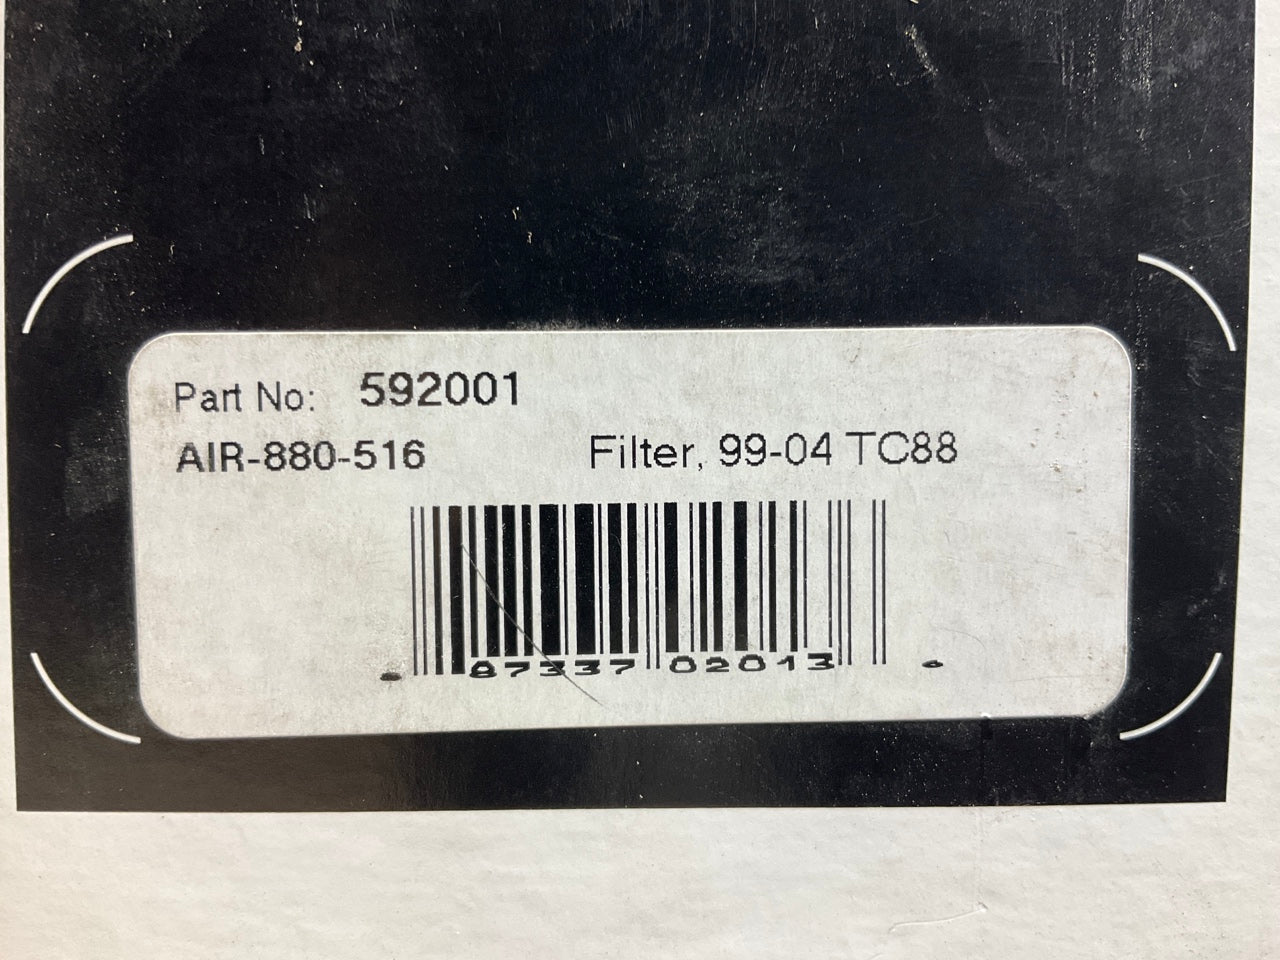 Part No: 592001
AIR-880-516 Filter, 99-04 TC88
87337 02013